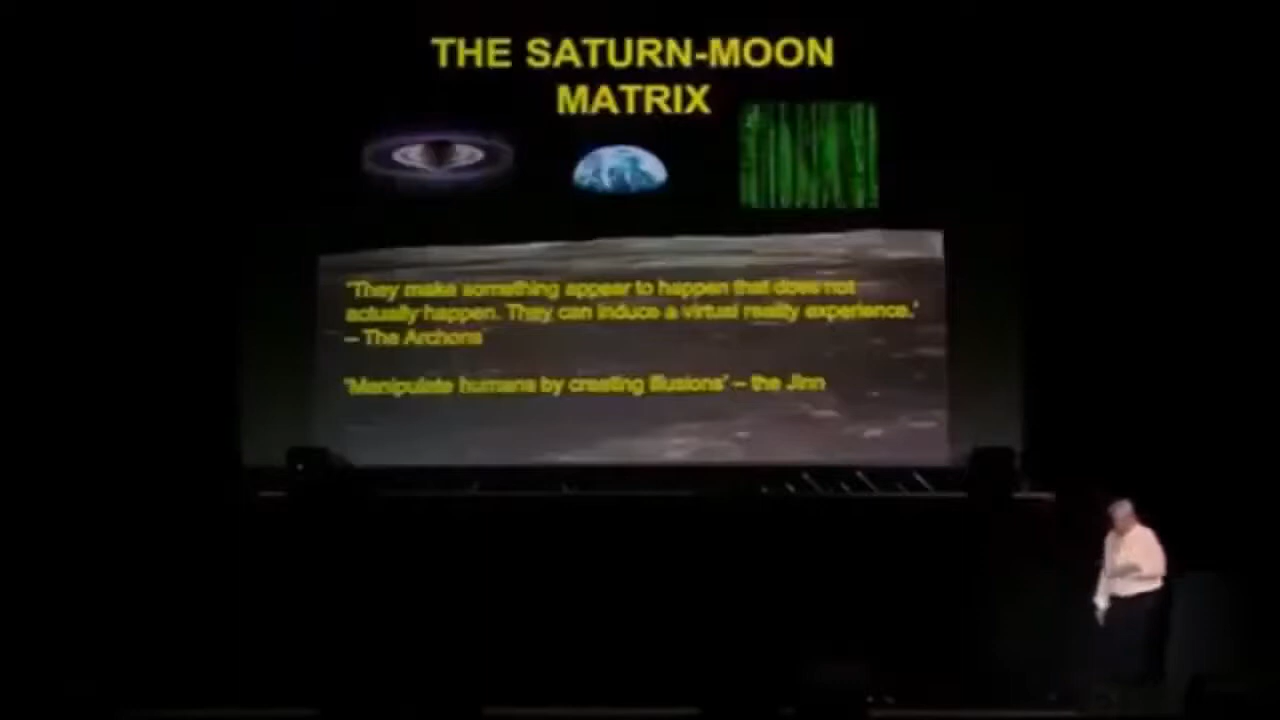 THE SATURN-MOON
MATRIX
'They make something appear to happen that does not
actually happen. They can induce a virtual reality experience.'
– The Archons
'Manipulate humans by creating illusions' – the Jinn